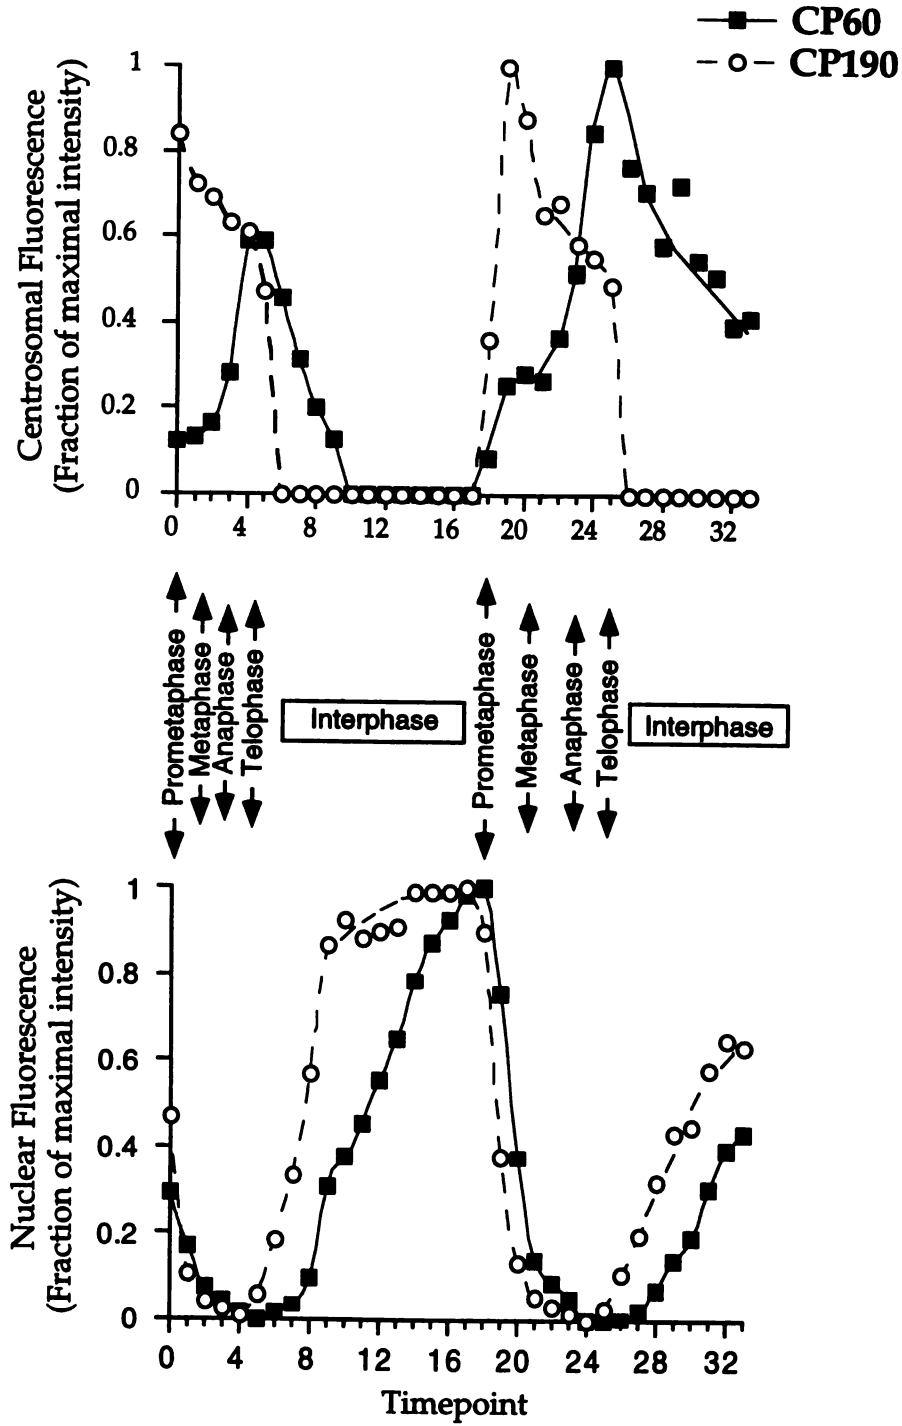 CP60
CP190
Centrosomal Fluorescence
(Fraction of maximal intensity)
1
0.8
0.6
0.4
0.2
0
0 4 8 12 16 20 24 28 32
Prometaphase
Metaphase
Anaphase
Telophase
Interphase
Prometaphase
Metaphase
Anaphase
Telophase
Interphase
Nuclear Fluorescence
(Fraction of maximal intensity)
1
0.8
0.6
0.4
0.2
0
0 4 8 12 16 20 24 28 32
Timepoint